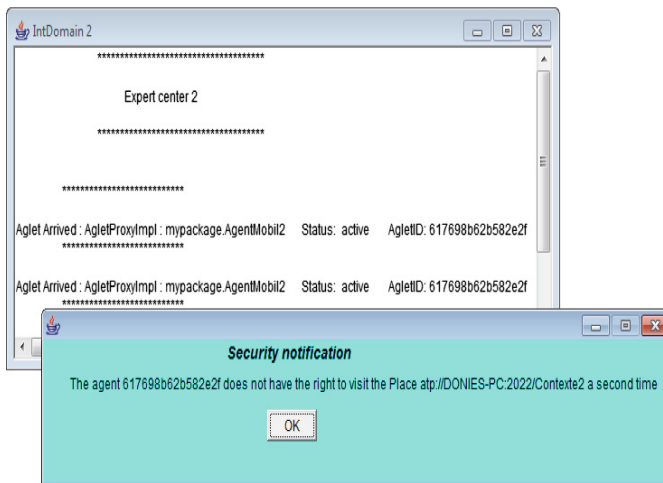 IntDomain 2
*************************************
Expert center 2
*************************************
***************************
Aglet Arrived : AgletProxyImpl : mypackage.AgentMobil2 Status: active AgletID: 617698b62b582e2f
***************************
Aglet Arrived : AgletProxyImpl : mypackage.AgentMobil2 Status: active AgletID: 617698b62b582e2f
***************************
Security notification
The agent 617698b62b582e2f does not have the right to visit the Place atp://DONIES-PC:2022/Contexte2 a second time
OK